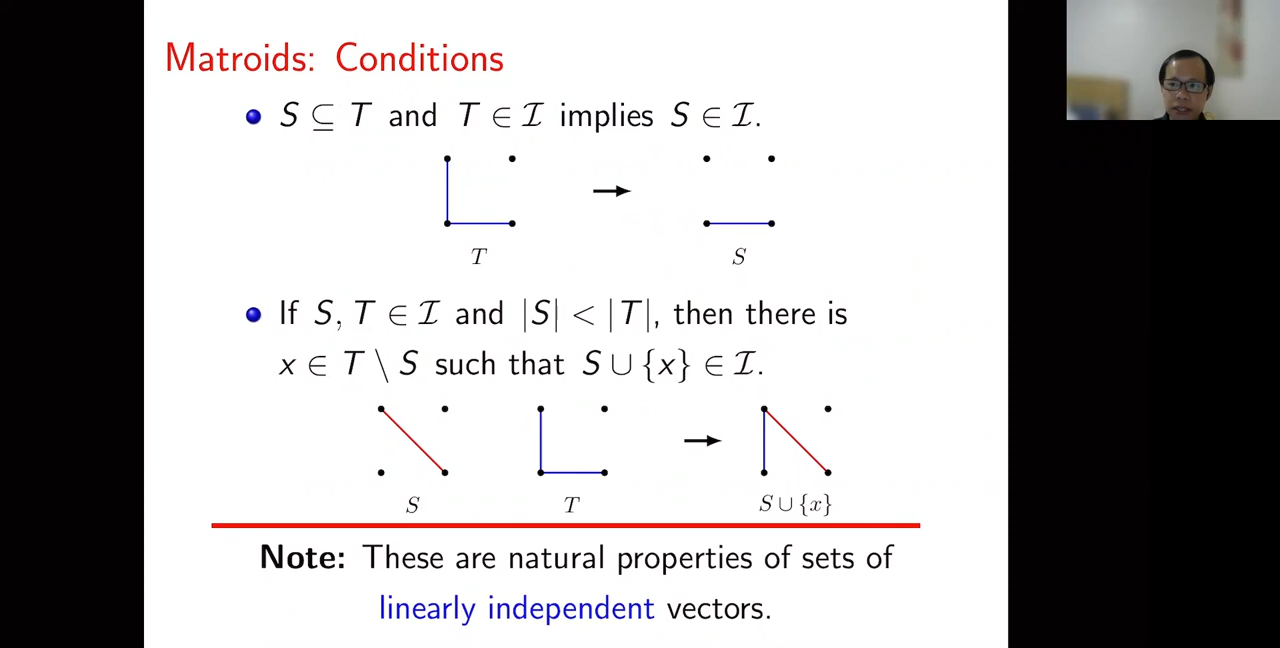 Matroids: Conditions
S ⊆ T and T ∈ ℐ implies S ∈ ℐ.
T
S
If S, T ∈ ℐ and |S| < |T|, then there is
x ∈ T \ S such that S ∪ {x} ∈ ℐ.
S
T
S ∪ {x}
Note: These are natural properties of sets of
linearly independent vectors.